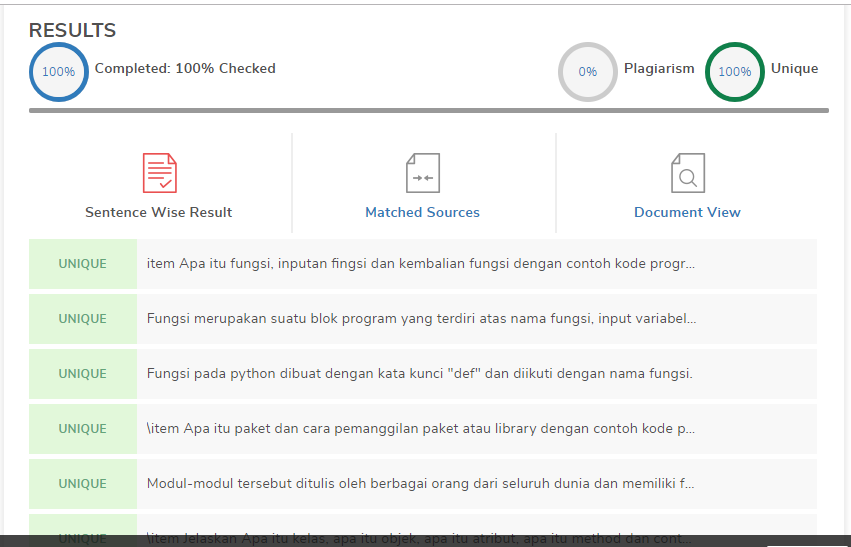 RESULTS
100%
Completed: 100% Checked
0%
Plagiarism
100%
Unique
Sentence Wise Result
Matched Sources
Document View
UNIQUE
item Apa itu fungsi, inputan fingsi dan kembalian fungsi dengan contoh kode progr...
UNIQUE
Fungsi merupakan suatu blok program yang terdiri atas nama fungsi, input variabel...
UNIQUE
Fungsi pada python dibuat dengan kata kunci "def" dan diikuti dengan nama fungsi.
UNIQUE
\item Apa itu paket dan cara pemanggilan paket atau library dengan contoh kode p...
UNIQUE
Modul-modul tersebut ditulis oleh berbagai orang dari seluruh dunia dan memiliki f...
UNIQUE
\item Jelaskan Apa itu kelas, apa itu objek, apa itu atribut, apa itu method dan cont...